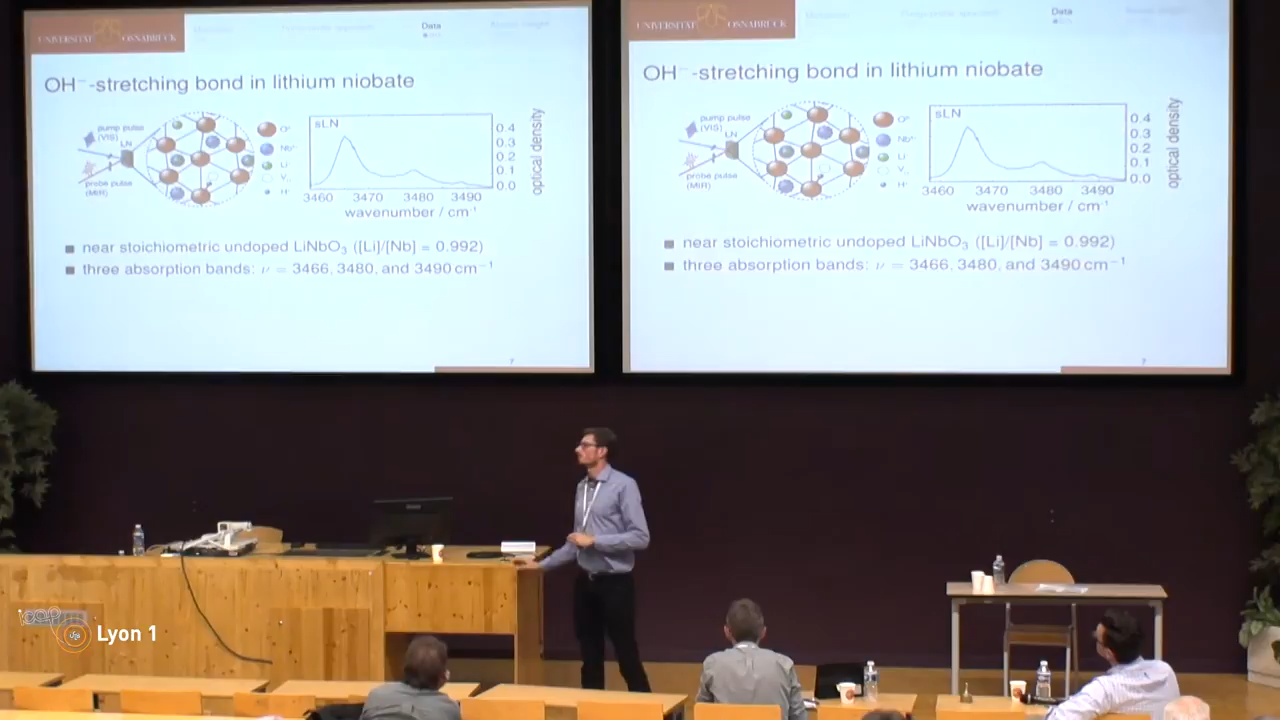 UNIVERSITÄT OSNABRÜCK
Data
OH⁻-stretching bond in lithium niobate
pump pulse
(VIS)
LN
probe pulse
(MIR)
sLN
0.4
0.3
0.2
0.1
0.0
optical density
3460 3470 3480 3490
wavenumber / cm⁻¹
near stoichiometric undoped LiNbO₃ ([Li]/[Nb] = 0.992)
three absorption bands: ν = 3466, 3480, and 3490 cm⁻¹
7
UNIVERSITÄT OSNABRÜCK
Data
OH⁻-stretching bond in lithium niobate
pump pulse
(VIS)
LN
probe pulse
(MIR)
sLN
0.4
0.3
0.2
0.1
0.0
optical density
3460 3470 3480 3490
wavenumber / cm⁻¹
near stoichiometric undoped LiNbO₃ ([Li]/[Nb] = 0.992)
three absorption bands: ν = 3466, 3480, and 3490 cm⁻¹
7
Lyon 1